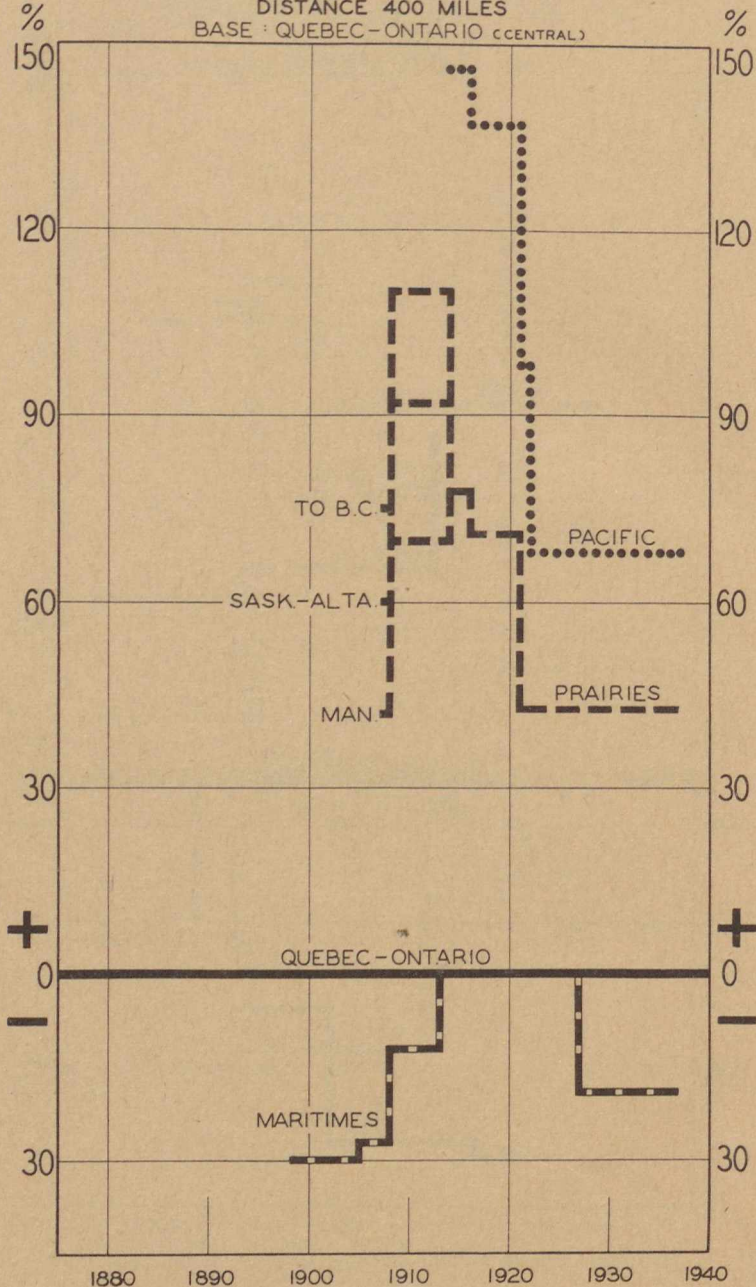 DISTANCE 400 MILES
BASE : QUEBEC-ONTARIO (CENTRAL)
% %
150 150
120 120
90 90
TO B.C.
PACIFIC
60 SASK.-ALTA. 60
PRAIRIES
MAN.
30 30
+ +
QUEBEC-ONTARIO
0 0
− −
MARITIMES
30 30
1880 1890 1900 1910 1920 1930 1940